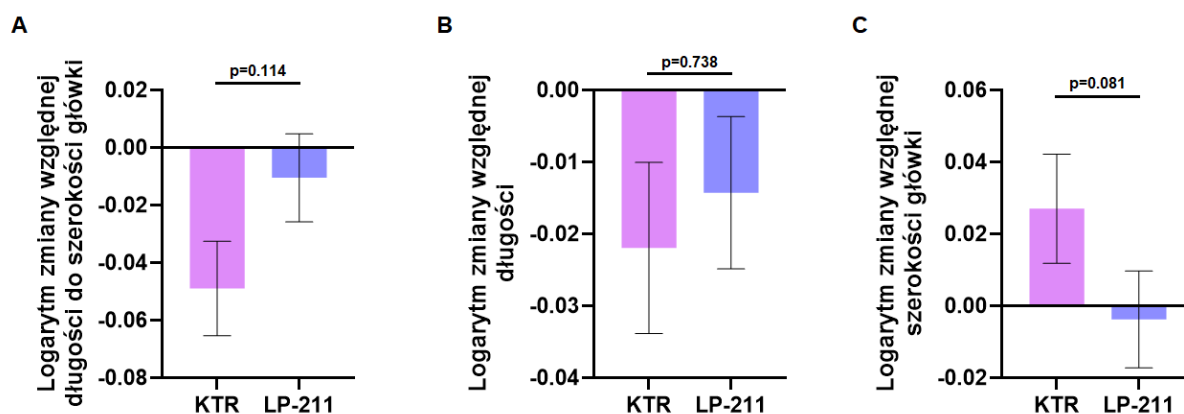 A
Logarytm zmiany względnej
długości do szerokości główki
p=0.114
0.02
0.00
-0.02
-0.04
-0.06
-0.08
KTR LP-211
B
Logarytm zmiany względnej
długości
p=0.738
0.00
-0.01
-0.02
-0.03
-0.04
KTR LP-211
C
Logarytm zmiany względnej
szerokości główki
p=0.081
0.06
0.04
0.02
0.00
-0.02
KTR LP-211